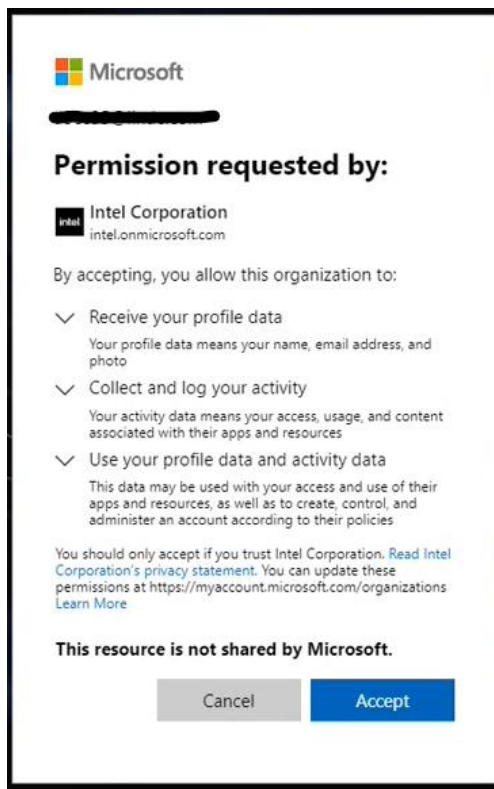 Microsoft
Permission requested by:
intel
Intel Corporation
intel.onmicrosoft.com
By accepting, you allow this organization to:
Receive your profile data
Your profile data means your name, email address, and
photo
Collect and log your activity
Your activity data means your access, usage, and content
associated with their apps and resources
Use your profile data and activity data
This data may be used with your access and use of their
apps and resources, as well as to create, control, and
administer an account according to their policies
You should only accept if you trust Intel Corporation. Read Intel
Corporation's privacy statement. You can update these
permissions at https://myaccount.microsoft.com/organizations
Learn More
This resource is not shared by Microsoft.
Cancel
Accept